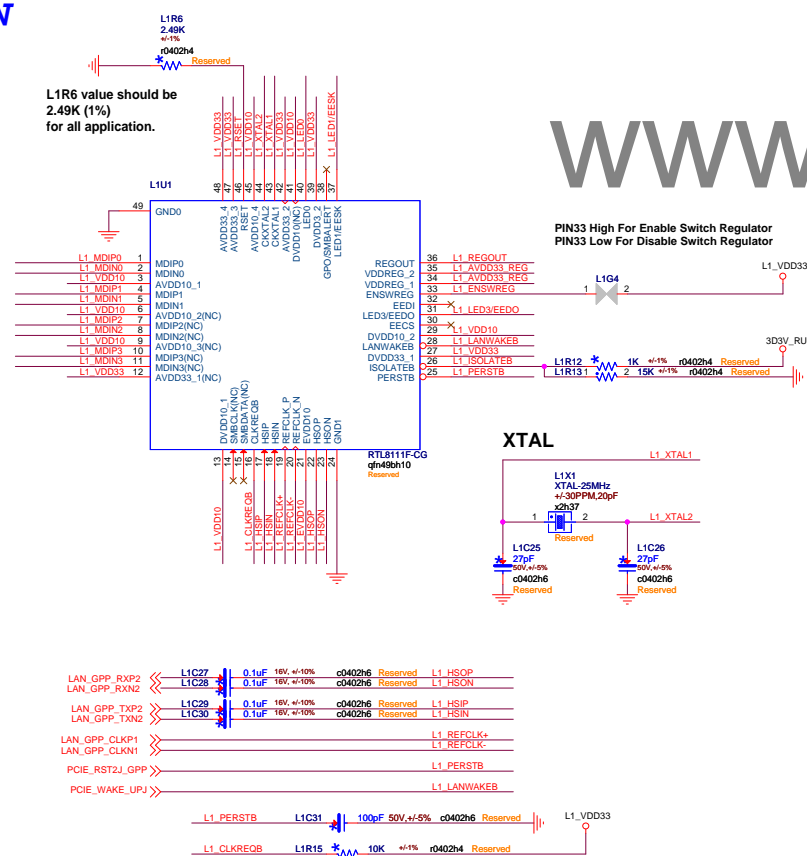 N
L1R6
2.49K
+/-1%
r0402h4
Reserved
L1R6 value should be
2.49K (1%)
for all application.
WWW
L1_VDD33
L1_VDD33
L1_RSET
L1_VDD10
L1_XTAL2
L1_XTAL1
L1_VDD33
L1_VDD10
L1_LED0
L1_VDD33
L1_LED1/EESK
48 47 46 45 44 43 42 41 40 39 38 37
L1U1
AVDD33_4
AVDD33_3
RSET
AVDD10_4
CKXTAL2
CKXTAL1
AVDD33_2
DVDD10(NC)
LED0
DVDD3_2
GPO/SMBALERT
LED1/EESK
49 GND0
PIN33 High For Enable Switch Regulator
PIN33 Low For Disable Switch Regulator
L1_MDIP0 1 MDIP0
L1_MDIN0 2 MDIN0
L1_VDD10 3 AVDD10_1
L1_MDIP1 4 MDIP1
L1_MDIN1 5 MDIN1
L1_VDD10 6 AVDD10_2(NC)
L1_MDIP2 7 MDIP2(NC)
L1_MDIN2 8 MDIN2(NC)
L1_VDD10 9 AVDD10_3(NC)
L1_MDIP3 10 MDIP3(NC)
L1_MDIN3 11 MDIN3(NC)
L1_VDD33 12 AVDD33_1(NC)
REGOUT 36 L1_REGOUT
VDDREG_2 35 L1_AVDD33_REG
VDDREG_1 34 L1_AVDD33_REG
ENSWREG 33 L1_ENSWREG
EEDI 32
LED3/EEDO 31 L1_LED3/EEDO
EECS 30
DVDD10_2 29 L1_VDD10
LANWAKEB 28 L1_LANWAKEB
DVDD33_1 27 L1_VDD33
ISOLATEB 26 L1_ISOLATEB
PERSTB 25 L1_PERSTB
L1G4
1 2
L1_VDD33
3D3V_RU
L1R12 1K +/-1% r0402h4 Reserved
L1R13 1 2 15K +/-1% r0402h4 Reserved
DVDD10_1
SMBCLK(NC)
SMBDATA(NC)
CLKREQB
HSIP
HSIN
REFCLK_P
REFCLK_N
EVDD10
HSOP
HSON
GND1
13 14 15 16 17 18 19 20 21 22 23 24
RTL8111F-CG
qfn49bh10
Reserved
L1_VDD10
L1_CLKREQB
L1_HSIP
L1_HSIN
L1_REFCLK+
L1_REFCLK-
L1_EVDD10
L1_HSOP
L1_HSON
XTAL
L1_XTAL1
L1X1
XTAL-25MHz
+/-30PPM,20pF
x2h37
1 2
Reserved
L1_XTAL2
L1C25
27pF
50V,+/-5%
c0402h6
Reserved
L1C26
27pF
50V,+/-5%
c0402h6
Reserved
LAN_GPP_RXP2 L1C27 0.1uF 16V, +/-10% c0402h6 Reserved L1_HSOP
LAN_GPP_RXN2 L1C28 0.1uF 16V, +/-10% c0402h6 Reserved L1_HSON
LAN_GPP_TXP2 L1C29 0.1uF 16V, +/-10% c0402h6 Reserved L1_HSIP
LAN_GPP_TXN2 L1C30 0.1uF 16V, +/-10% c0402h6 Reserved L1_HSIN
LAN_GPP_CLKP1 L1_REFCLK+
LAN_GPP_CLKN1 L1_REFCLK-
PCIE_RST2J_GPP L1_PERSTB
PCIE_WAKE_UPJ L1_LANWAKEB
L1_PERSTB L1C31 100pF 50V,+/-5% c0402h6 Reserved
L1_VDD33
L1_CLKREQB L1R15 10K +/-1% r0402h4 Reserved